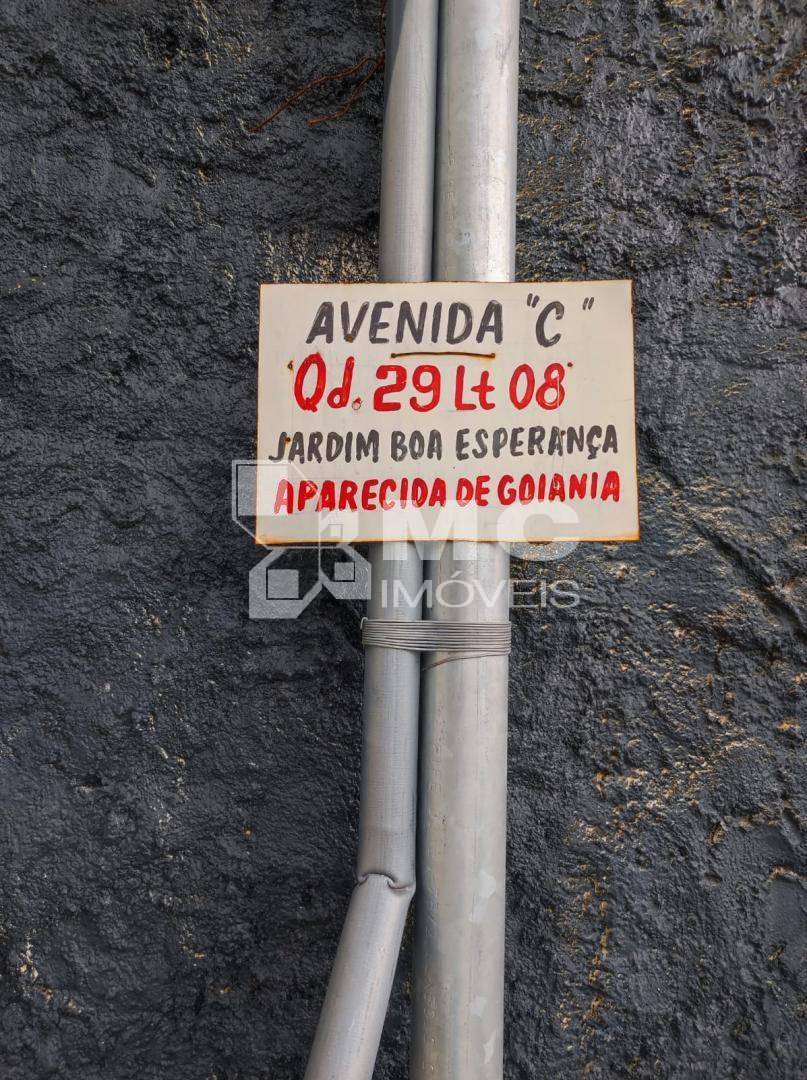 AVENIDA "C"
Qd. 29 Lt 08
JARDIM BOA ESPERANÇA
APARECIDA DE GOIANIA
MC
IMÓVEIS